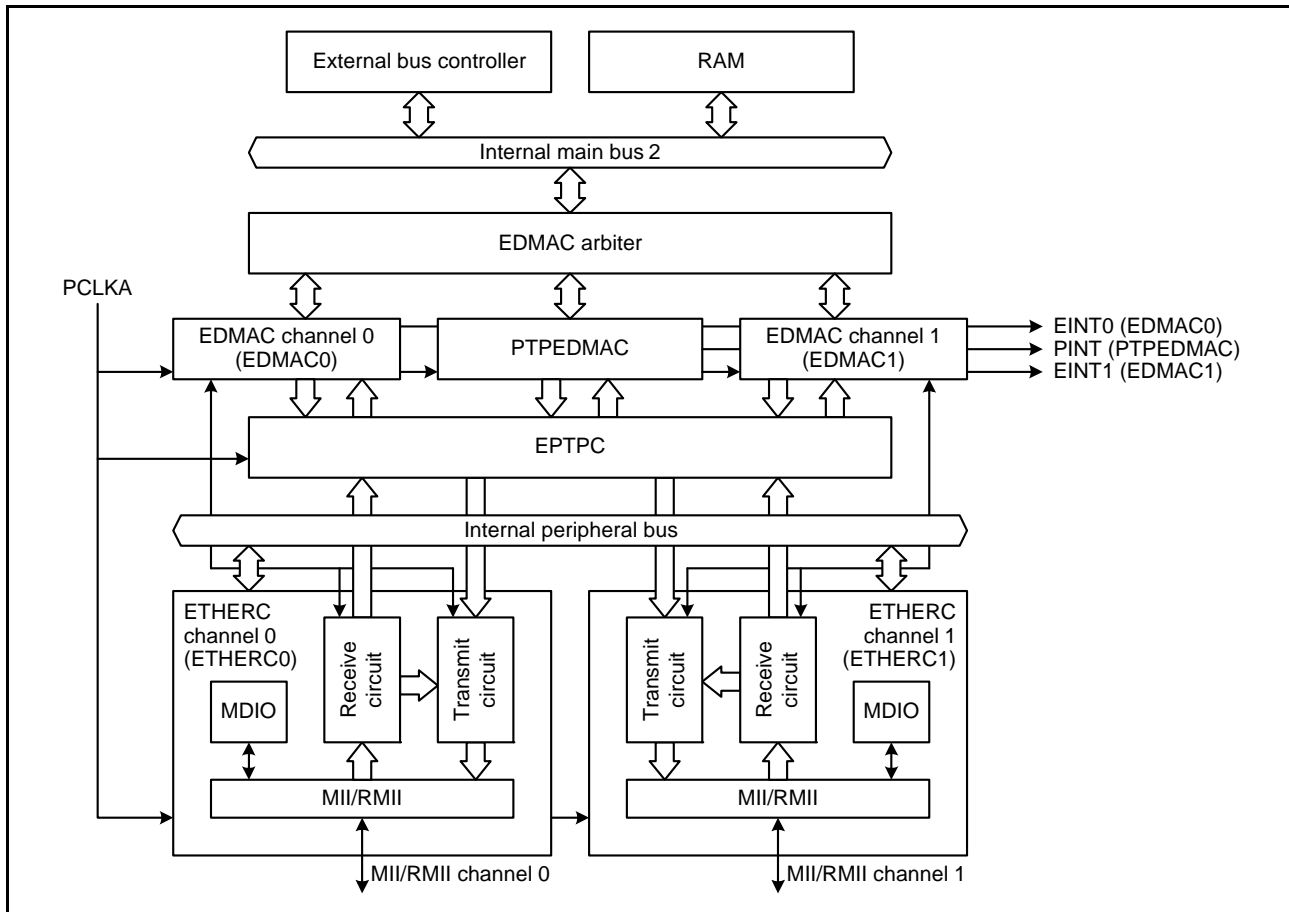 External bus controller
RAM
Internal main bus 2
EDMAC arbiter
PCLKA
EDMAC channel 0
(EDMAC0)
PTPEDMAC
EDMAC channel 1
(EDMAC1)
EINT0 (EDMAC0)
PINT (PTPEDMAC)
EINT1 (EDMAC1)
EPTPC
Internal peripheral bus
ETHERC
channel 0
(ETHERC0)
MDIO
Receive
circuit
Transmit
circuit
MII/RMII
MII/RMII channel 0
Transmit
circuit
Receive
circuit
ETHERC
channel 1
(ETHERC1)
MDIO
MII/RMII
MII/RMII channel 1